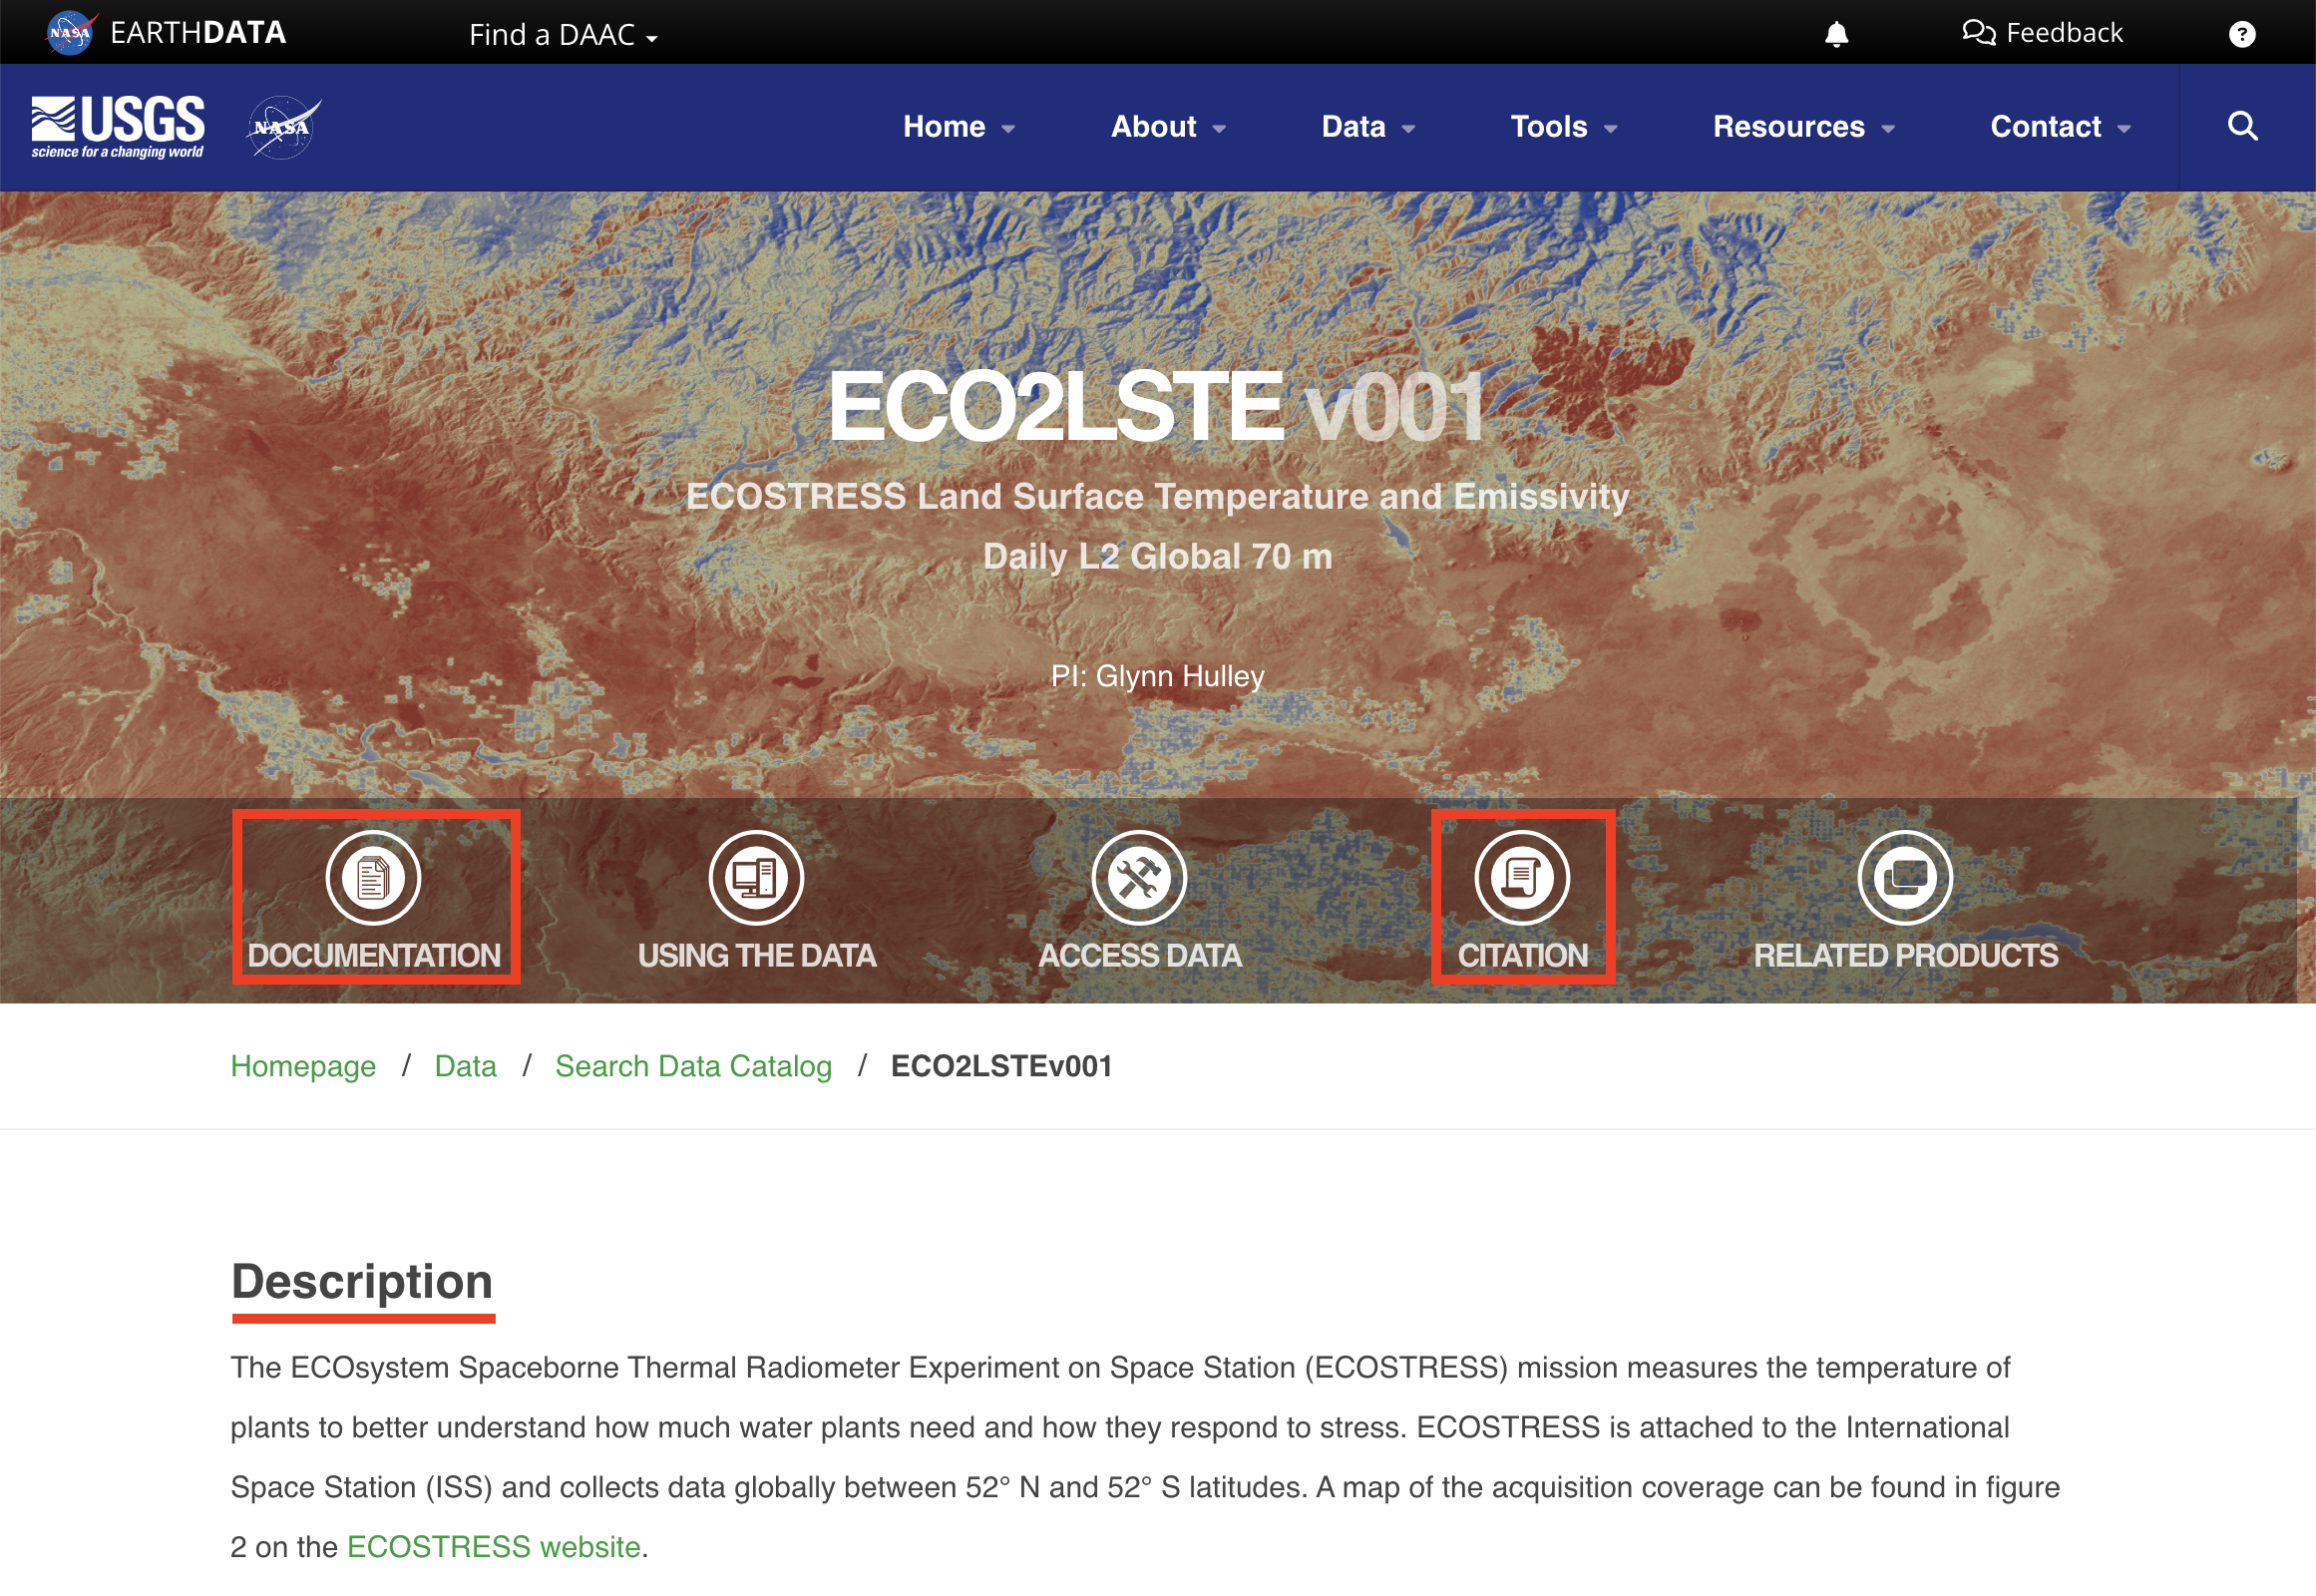 NASA EARTHDATA Find a DAAC Feedback ?
USGS
science for a changing world
NASA
Home About Data Tools Resources Contact
ECO2LSTE v001
ECOSTRESS Land Surface Temperature and Emissivity
Daily L2 Global 70 m
PI: Glynn Hulley
DOCUMENTATION USING THE DATA ACCESS DATA CITATION RELATED PRODUCTS
Homepage / Data / Search Data Catalog / ECO2LSTEv001
Description
The ECOsystem Spaceborne Thermal Radiometer Experiment on Space Station (ECOSTRESS) mission measures the temperature of
plants to better understand how much water plants need and how they respond to stress. ECOSTRESS is attached to the International
Space Station (ISS) and collects data globally between 52° N and 52° S latitudes. A map of the acquisition coverage can be found in figure
2 on the ECOSTRESS website.